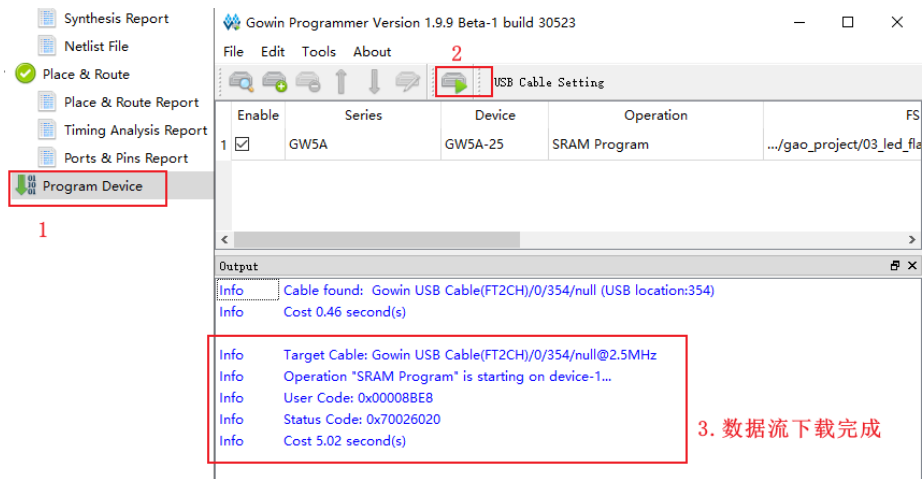 Synthesis Report
Netlist File
Place & Route
Place & Route Report
Timing Analysis Report
Ports & Pins Report
Program Device
1
Gowin Programmer Version 1.9.9 Beta-1 build 30523
File Edit Tools About
2
USB Cable Setting
Enable Series Device Operation FS
1 GW5A GW5A-25 SRAM Program .../gao_project/03_led_fla
Output
Info Cable found: Gowin USB Cable(FT2CH)/0/354/null (USB location:354)
Info Cost 0.46 second(s)
Info Target Cable: Gowin USB Cable(FT2CH)/0/354/null@2.5MHz
Info Operation "SRAM Program" is starting on device-1...
Info User Code: 0x00008BE8
Info Status Code: 0x70026020
Info Cost 5.02 second(s)
3. 数据流下载完成